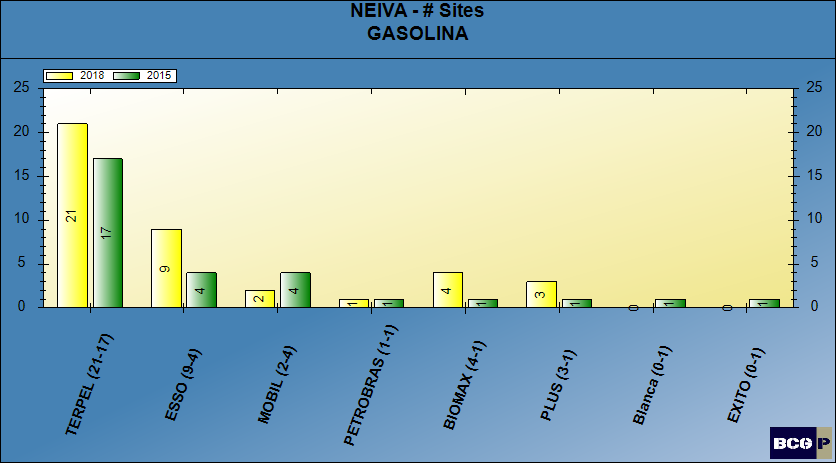 NEIVA - # Sites
GASOLINA
2018 2015
25 25
20 20
15 15
10 10
5 5
0 0
21 17 9 4 2 4 1 1 4 1 3 1 0 1 0 1
TERPEL (21-17)
ESSO (9-4)
MOBIL (2-4)
PETROBRAS (1-1)
BIOMAX (4-1)
PLUS (3-1)
Blanca (0-1)
EXITO (0-1)
BCG P